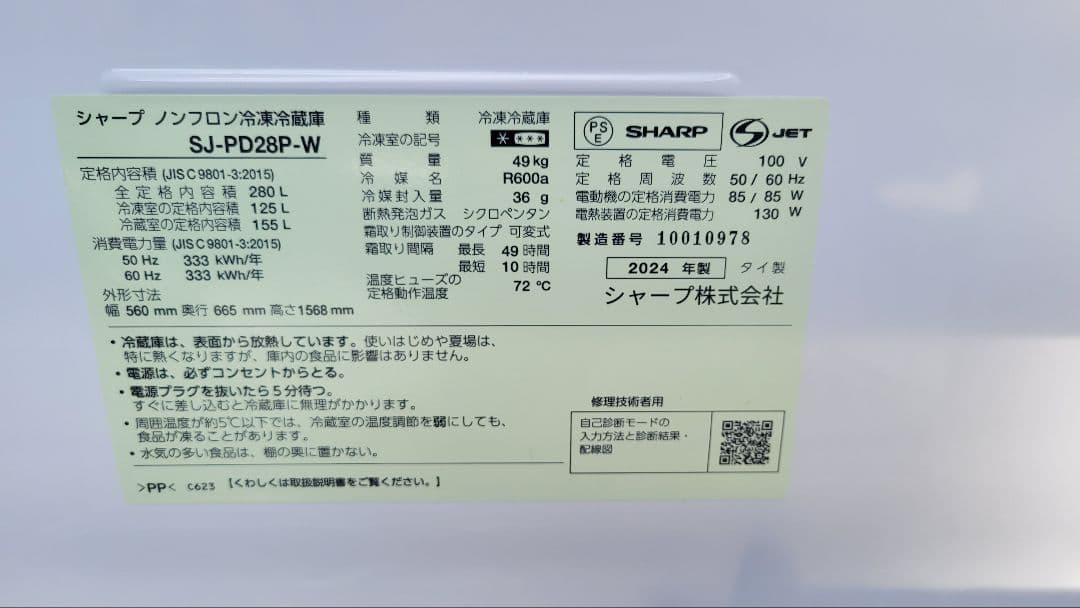 シャープ ノンフロン冷凍冷蔵庫
SJ-PD28P-W
定格内容積 (JIS C 9801-3:2015)
全定格内容積 280 L
冷凍室の定格内容積 125 L
冷蔵室の定格内容積 155 L
消費電力量 (JIS C 9801-3:2015)
50 Hz 333 kWh/年
60 Hz 333 kWh/年
外形寸法
幅 560 mm 奥行 665 mm 高さ1568 mm
種類 冷凍冷蔵庫
冷凍室の記号 * ***
質量 49 kg
冷媒名 R600a
冷媒封入量 36 g
断熱発泡ガス シクロペンタン
霜取り制御装置のタイプ 可変式
霜取り間隔 最長 49 時間
最短 10 時間
温度ヒューズの
定格動作温度 72 ℃
PS
E
SHARP
S JET
定格電圧 100 V
定格周波数 50 / 60 Hz
電動機の定格消費電力 85 / 85 W
電熱装置の定格消費電力 130 W
製造番号 10010978
2024 年製 タイ製
シャープ株式会社
・冷蔵庫は、表面から放熱しています。使いはじめや夏場は、
特に熱くなりますが、庫内の食品に影響はありません。
・電源は、必ずコンセントからとる。
・電源プラグを抜いたら5分待つ。
すぐに差し込むと冷蔵庫に無理がかかります。
・周囲温度が約5℃以下では、冷蔵室の温度調節を弱にしても、
食品が凍ることがあります。
・水気の多い食品は、棚の奥に置かない。
>PP< C623 【くわしくは取扱説明書をご覧ください。】
修理技術者用
自己診断モードの
入力方法と診断結果・
配線図